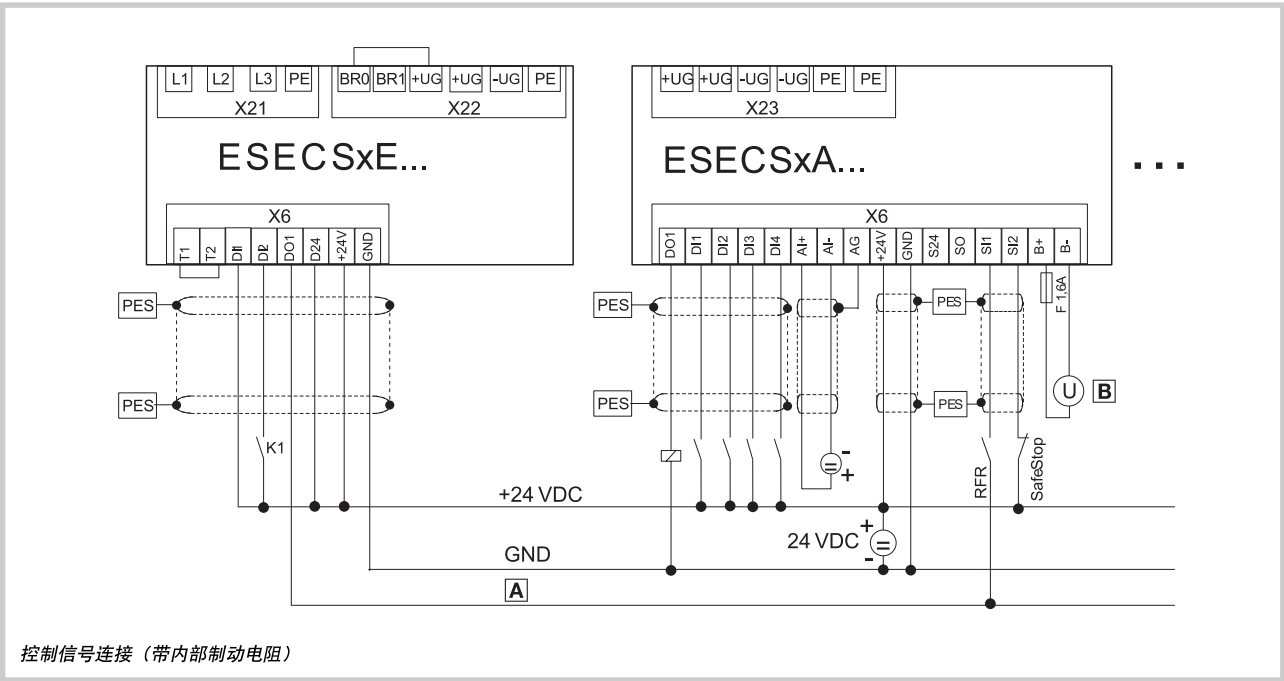 L1 L2 L3 PE BR0 BR1 +UG +UG -UG PE
X21 X22
ESECSxE...
X6
T1 T2 DI1 DI2 DO1 D24 +24V GND
+UG +UG -UG -UG PE PE
X23
ESECSxA...
...
X6
DO1 DI1 DI2 DI3 DI4 AI+ AI- AG +24V GND S24 SO SI1 SI2 B+ B-
PES
PES
PES
F 1,6A
PES
PES
PES
U B
K1
-
+
RFR
SafeStop
+24 VDC
24 VDC + = -
GND
A
控制信号连接（带内部制动电阻）